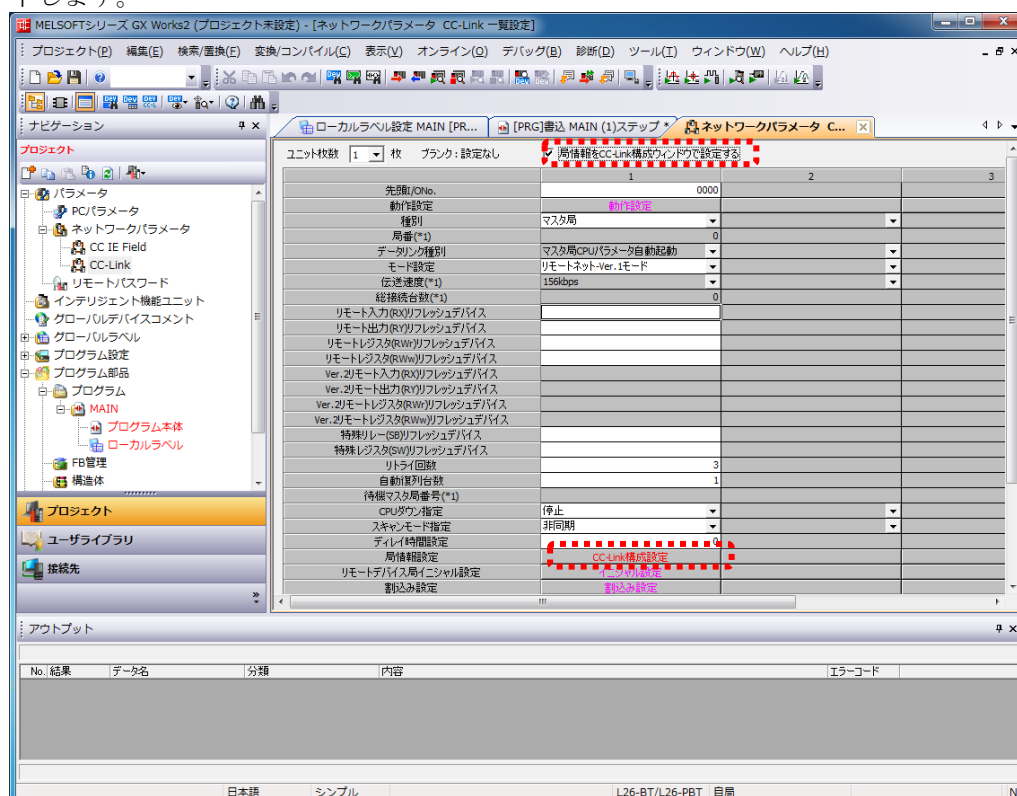 下します。
MELSOFTシリーズ GX Works2 (プロジェクト未設定) - [ネットワークパラメータ CC-Link 一覧設定]
プロジェクト(P) 編集(E) 検索/置換(F) 変換/コンパイル(C) 表示(V) オンライン(O) デバッグ(B) 診断(D) ツール(T) ウィンドウ(W) ヘルプ(H)
ナビゲーション
ローカルラベル設定 MAIN [PR...
[PRG]書込 MAIN (1)ステップ *
ネットワークパラメータ C...
プロジェクト
パラメータ
PCパラメータ
ネットワークパラメータ
CC IE Field
CC-Link
リモートパスワード
インテリジェント機能ユニット
グローバルデバイスコメント
グローバルラベル
プログラム設定
プログラム部品
プログラム
MAIN
プログラム本体
ローカルラベル
FB管理
構造体
プロジェクト
ユーザライブラリ
接続先
ユニット枚数 1 枚 ブランク:設定なし
局情報をCC-Link構成ウィンドウで設定する
1 2 3
先頭I/ONo. 0000
動作設定 動作設定
種別 マスタ局
局番(*1) 0
データリンク種別 マスタ局CPUパラメータ自動起動
モード設定 リモートネット-Ver.1モード
伝送速度(*1) 156kbps
総接続台数(*1) 0
リモート入力(RX)リフレッシュデバイス
リモート出力(RY)リフレッシュデバイス
リモートレジスタ(RWr)リフレッシュデバイス
リモートレジスタ(RWw)リフレッシュデバイス
Ver.2リモート入力(RX)リフレッシュデバイス
Ver.2リモート出力(RY)リフレッシュデバイス
Ver.2リモートレジスタ(RWr)リフレッシュデバイス
Ver.2リモートレジスタ(RWw)リフレッシュデバイス
特殊リレー(SB)リフレッシュデバイス
特殊レジスタ(SW)リフレッシュデバイス
リトライ回数 3
自動復列台数 1
待機マスタ局番号(*1)
CPUダウン指定 停止
スキャンモード指定 非同期
ディレイ時間設定 0
局情報設定 CC-Link構成設定
リモートデバイス局イニシャル設定 イニシャル設定
割込み設定 割込み設定
アウトプット
No. 結果 データ名 分類 内容 エラーコード
日本語 シンプル L26-BT/L26-PBT 自局 N